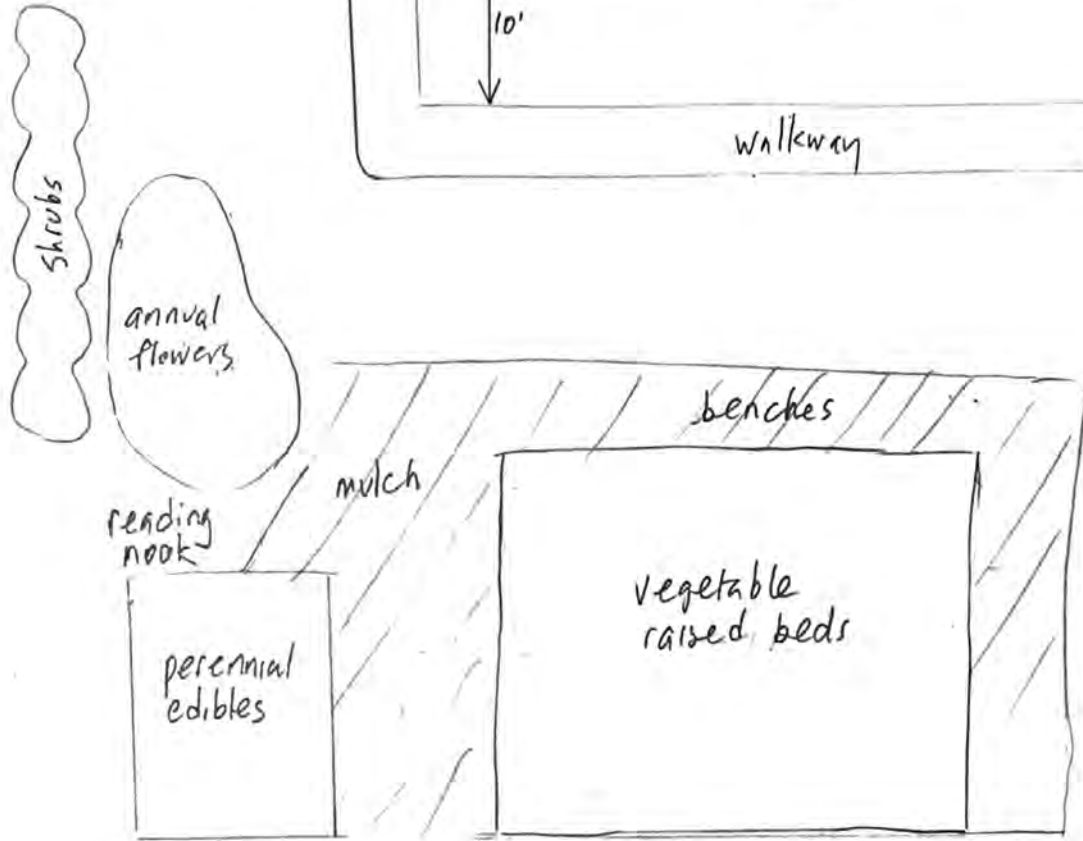 10'
walkway
Shrubs
annual
flowers
benches
mulch
reading
nook
vegetable
raised beds
perennial
edibles